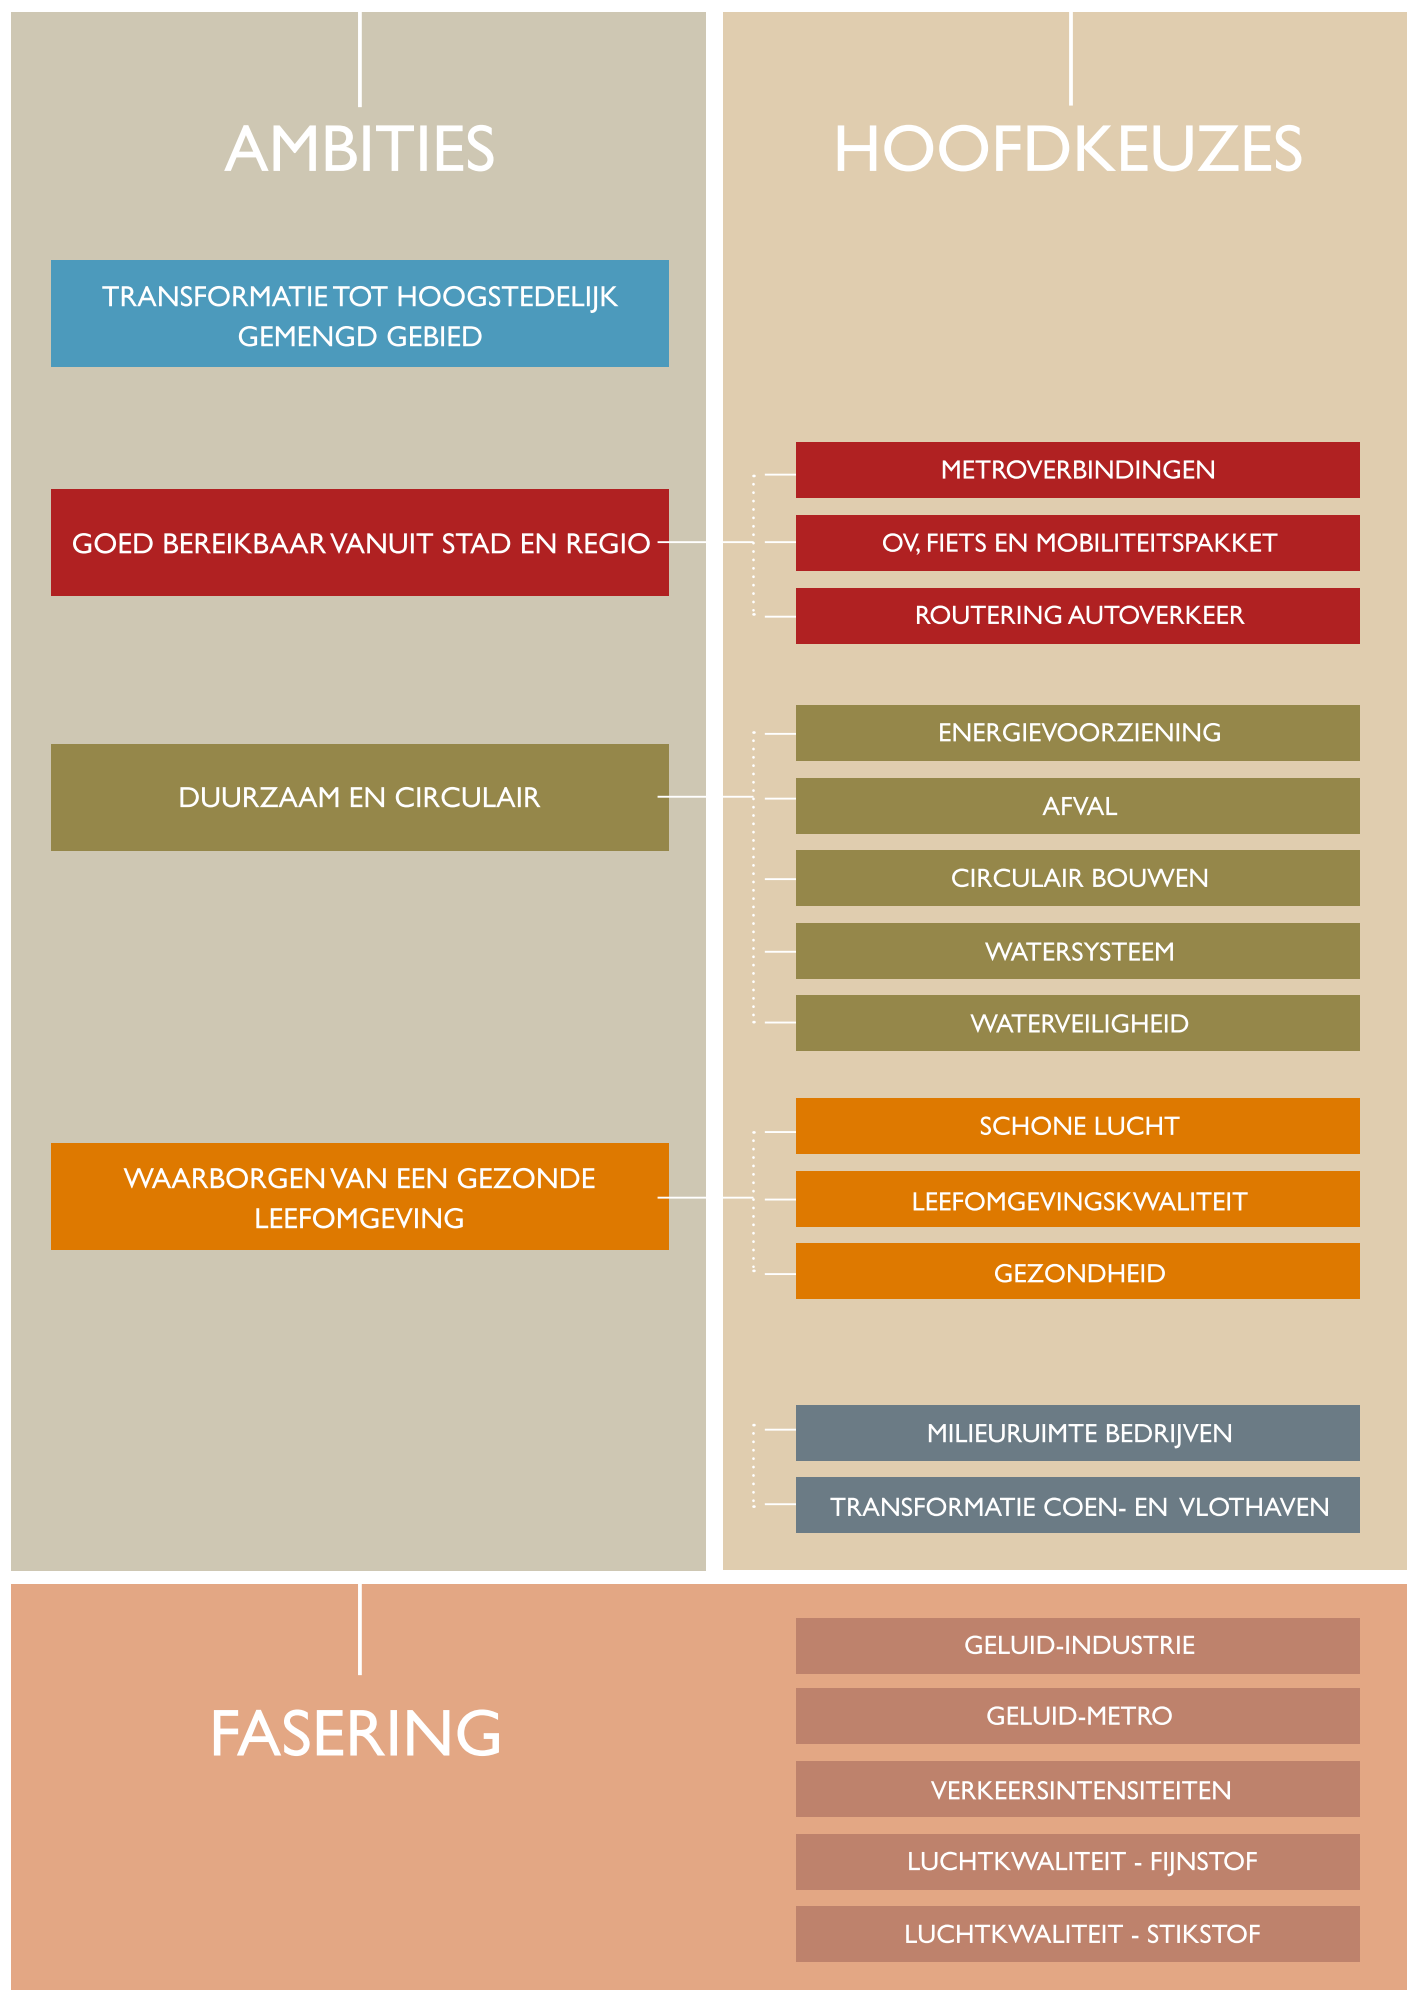 AMBITIES
TRANSFORMATIE TOT HOOGSTEDELIJK
GEMENGD GEBIED
GOED BEREIKBAAR VANUIT STAD EN REGIO
DUURZAAM EN CIRCULAIR
WAARBORGEN VAN EEN GEZONDE
LEEFOMGEVING
HOOFDKEUZES
METROVERBINDINGEN
OV, FIETS EN MOBILITEITSPAKKET
ROUTERING AUTOVERKEER
ENERGIEVOORZIENING
AFVAL
CIRCULAIR BOUWEN
WATERSYSTEEM
WATERVEILIGHEID
SCHONE LUCHT
LEEFOMGEVINGSKWALITEIT
GEZONDHEID
MILIEURUIMTE BEDRIJVEN
TRANSFORMATIE COEN- EN VLOTHAVEN
FASERING
GELUID-INDUSTRIE
GELUID-METRO
VERKEERSINTENSITEITEN
LUCHTKWALITEIT - FIJNSTOF
LUCHTKWALITEIT - STIKSTOF